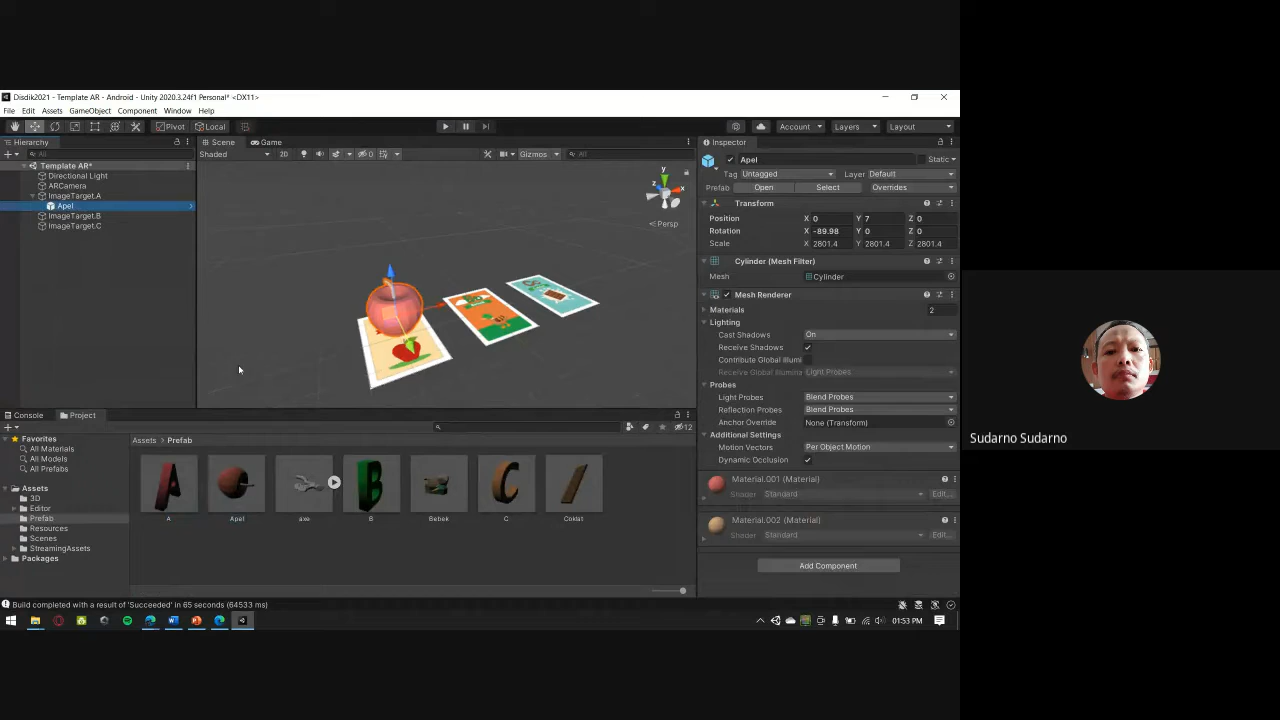 Disdik2021 - Template AR - Android - Unity 2020.3.24f1 Personal* <DX11>
File Edit Assets GameObject Component Window Help
Pivot Local Account Layers Layout
Hierarchy
All
Template AR*
Directional Light
ARCamera
ImageTarget.A
Apel
ImageTarget.B
ImageTarget.C
Scene Game
Shaded 2D 0 Gizmos All
y
z x
Persp
Inspector
Apel Static
Tag Untagged Layer Default
Prefab Open Select Overrides
Transform
Position X 0 Y 7 Z 0
Rotation X -89.98 Y 0 Z 0
Scale X 2801.4 Y 2801.4 Z 2801.4
Cylinder (Mesh Filter)
Mesh Cylinder
Mesh Renderer
Materials 2
Lighting
Cast Shadows On
Receive Shadows
Contribute Global Illumi
Receive Global Illumina Light Probes
Probes
Light Probes Blend Probes
Reflection Probes Blend Probes
Anchor Override None (Transform)
Additional Settings
Motion Vectors Per Object Motion
Dynamic Occlusion
Material.001 (Material)
Shader Standard Edit...
Material.002 (Material)
Shader Standard Edit...
Add Component
Console Project
12
Favorites
All Materials
All Models
All Prefabs
Assets
3D
Editor
Prefab
Resources
Scenes
StreamingAssets
Packages
Assets Prefab
A Apel axe B Bebek C Coklat
Build completed with a result of 'Succeeded' in 65 seconds (64533 ms)
01:53 PM
Sudarno Sudarno